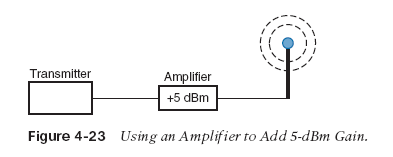 Transmitter
Amplifier
+5 dBm
Figure 4-23 Using an Amplifier to Add 5-dBm Gain.